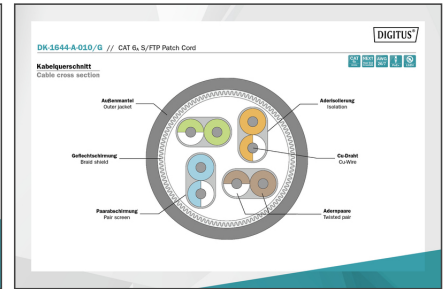 DIGITUS®
DK-1644-A-010/G // CAT 6A S/FTP Patch Cord
Kabelquerschnitt
Cable cross section
Außenmantel
Outer jacket
Aderisolierung
Isolation
Geflechtschirmung
Braid shield
Cu-Draht
Cu-Wire
Paarabschirmung
Pair screen
Adernpaare
Twisted pair